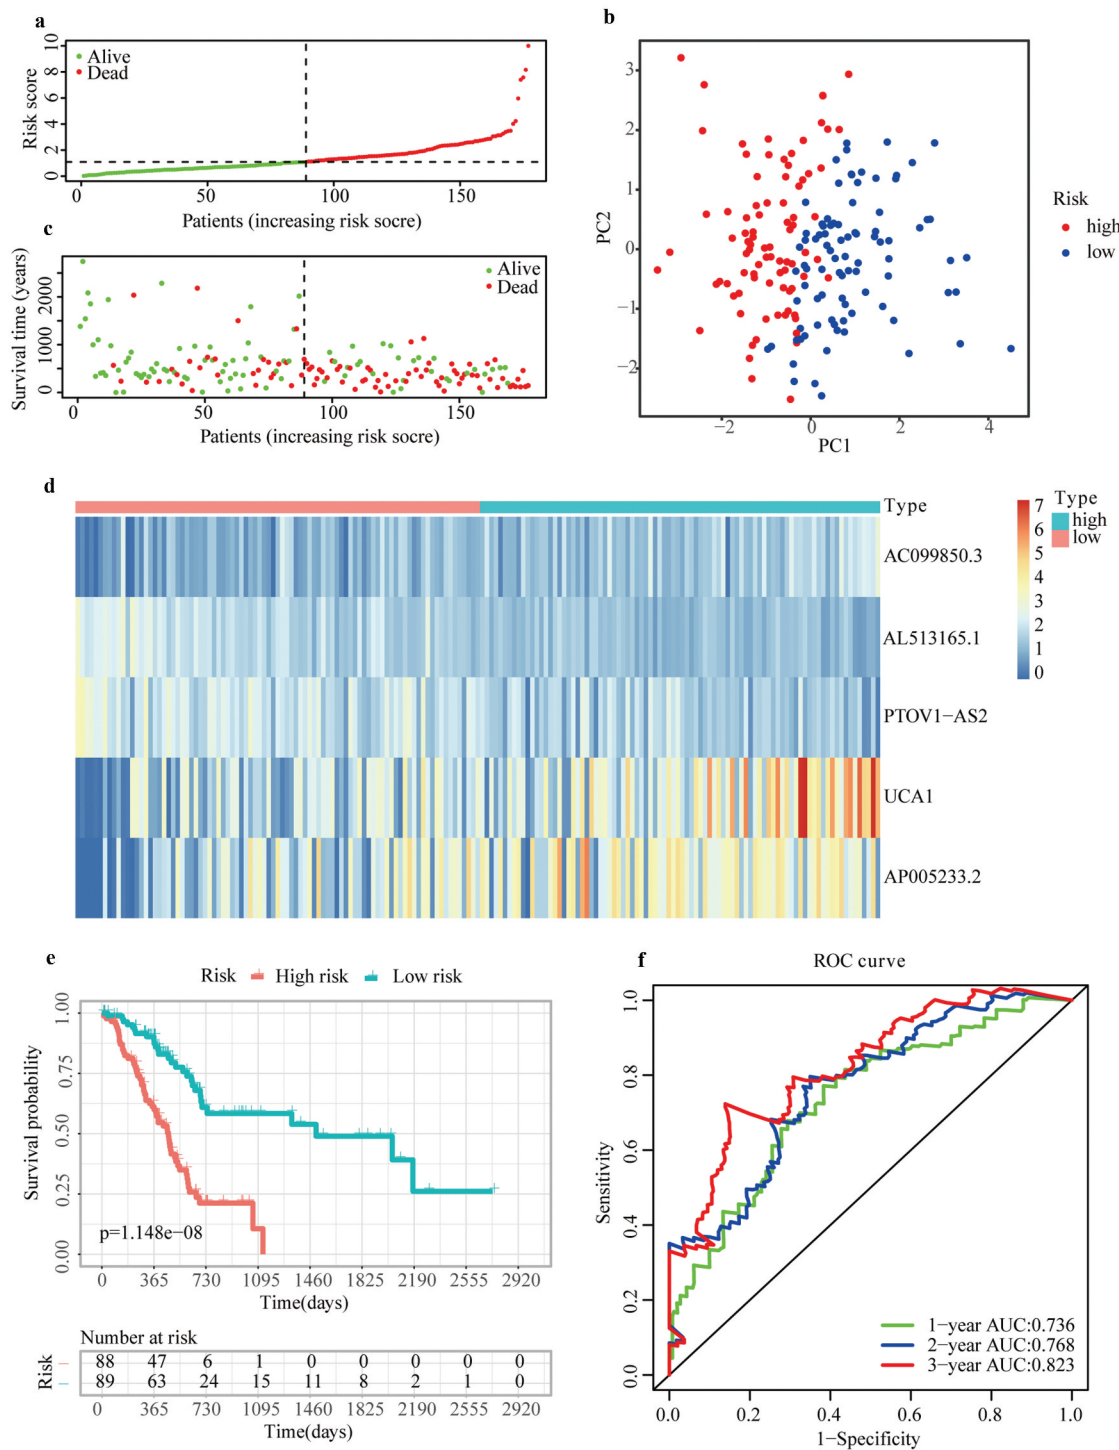 a
10
8
6
4
2
0
Risk score
Alive
Dead
0 50 100 150
Patients (increasing risk socre)
b
3
2
1
0
−1
−2
PC2
−2 0 2 4
PC1
Risk
high
low
c
2000
1000
0
Survival time (years)
Alive
Dead
0 50 100 150
Patients (increasing risk socre)
d
Type
AC099850.3
AL513165.1
PTOV1−AS2
UCA1
AP005233.2
7
6
5
4
3
2
1
0
Type
high
low
e
Risk High risk Low risk
1.00
0.75
0.50
0.25
0.00
Survival probability
p=1.148e−08
0 365 730 1095 1460 1825 2190 2555 2920
Time(days)
Number at risk
Risk
88 47 6 1 0 0 0 0 0
89 63 24 15 11 8 2 1 0
0 365 730 1095 1460 1825 2190 2555 2920
Time(days)
f
ROC curve
1.0
0.8
0.6
0.4
0.2
0.0
Sensitivity
1−year AUC:0.736
2−year AUC:0.768
3−year AUC:0.823
0.0 0.2 0.4 0.6 0.8 1.0
1−Specificity